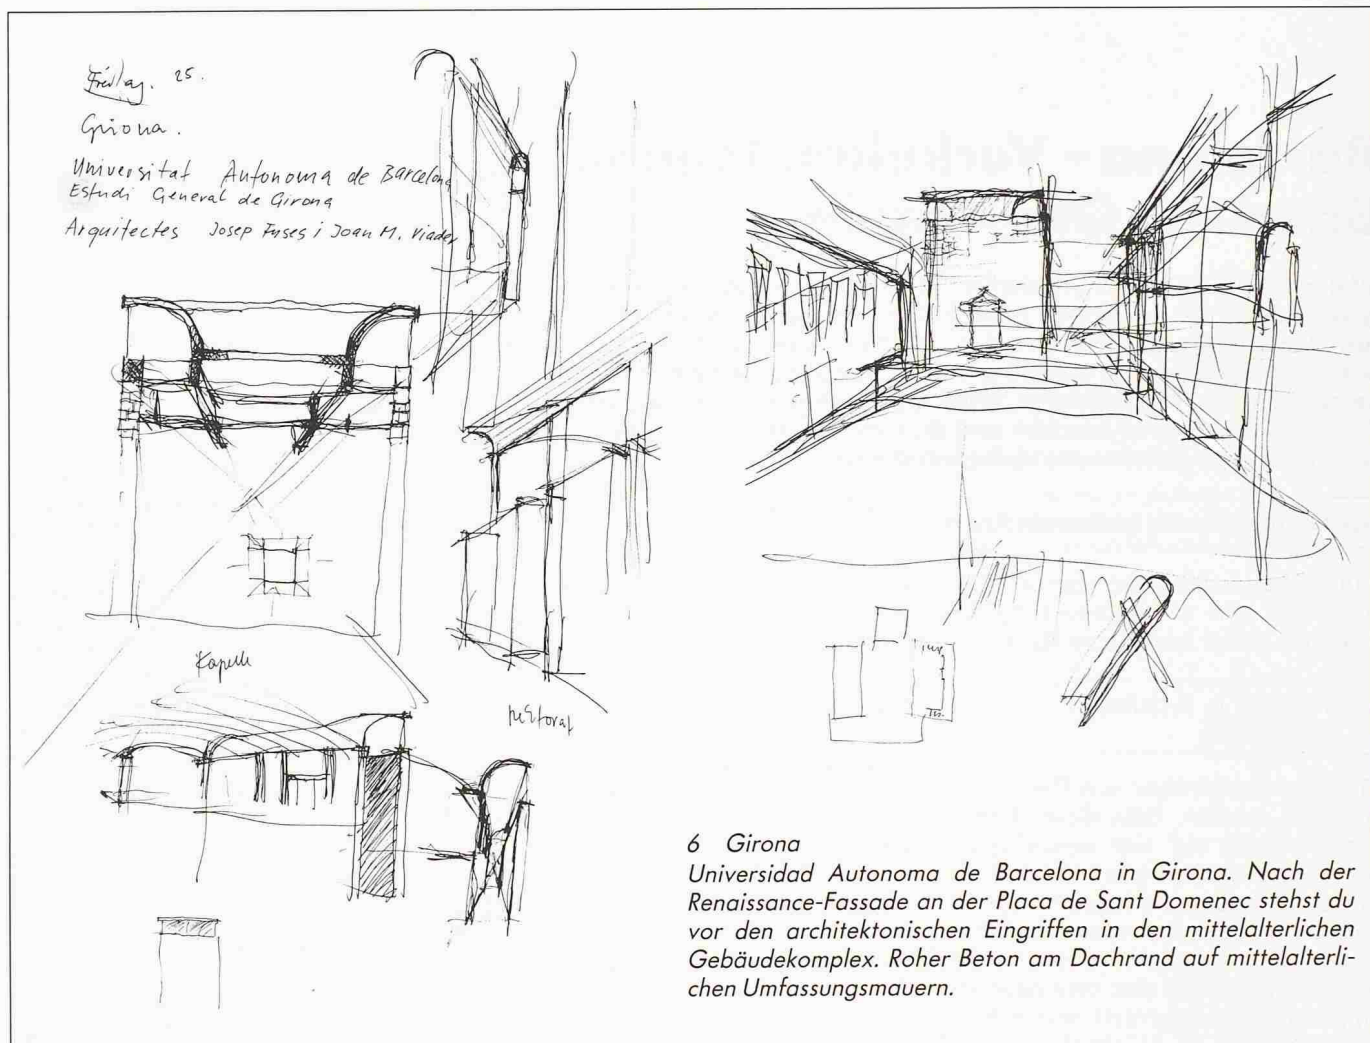 Freitag. 25.
Girona.
Universitat Autonoma de Barcelona
Estudi General de Girona
Arquitectes Josep Fuses i Joan M. Viader
Kapelle
Rektorat
6 Girona
Universidad Autonoma de Barcelona in Girona. Nach der
Renaissance-Fassade an der Placa de Sant Domenec stehst du
vor den architektonischen Eingriffen in den mittelalterlichen
Gebäudekomplex. Roher Beton am Dachrand auf mittelalterli-
chen Umfassungsmauern.